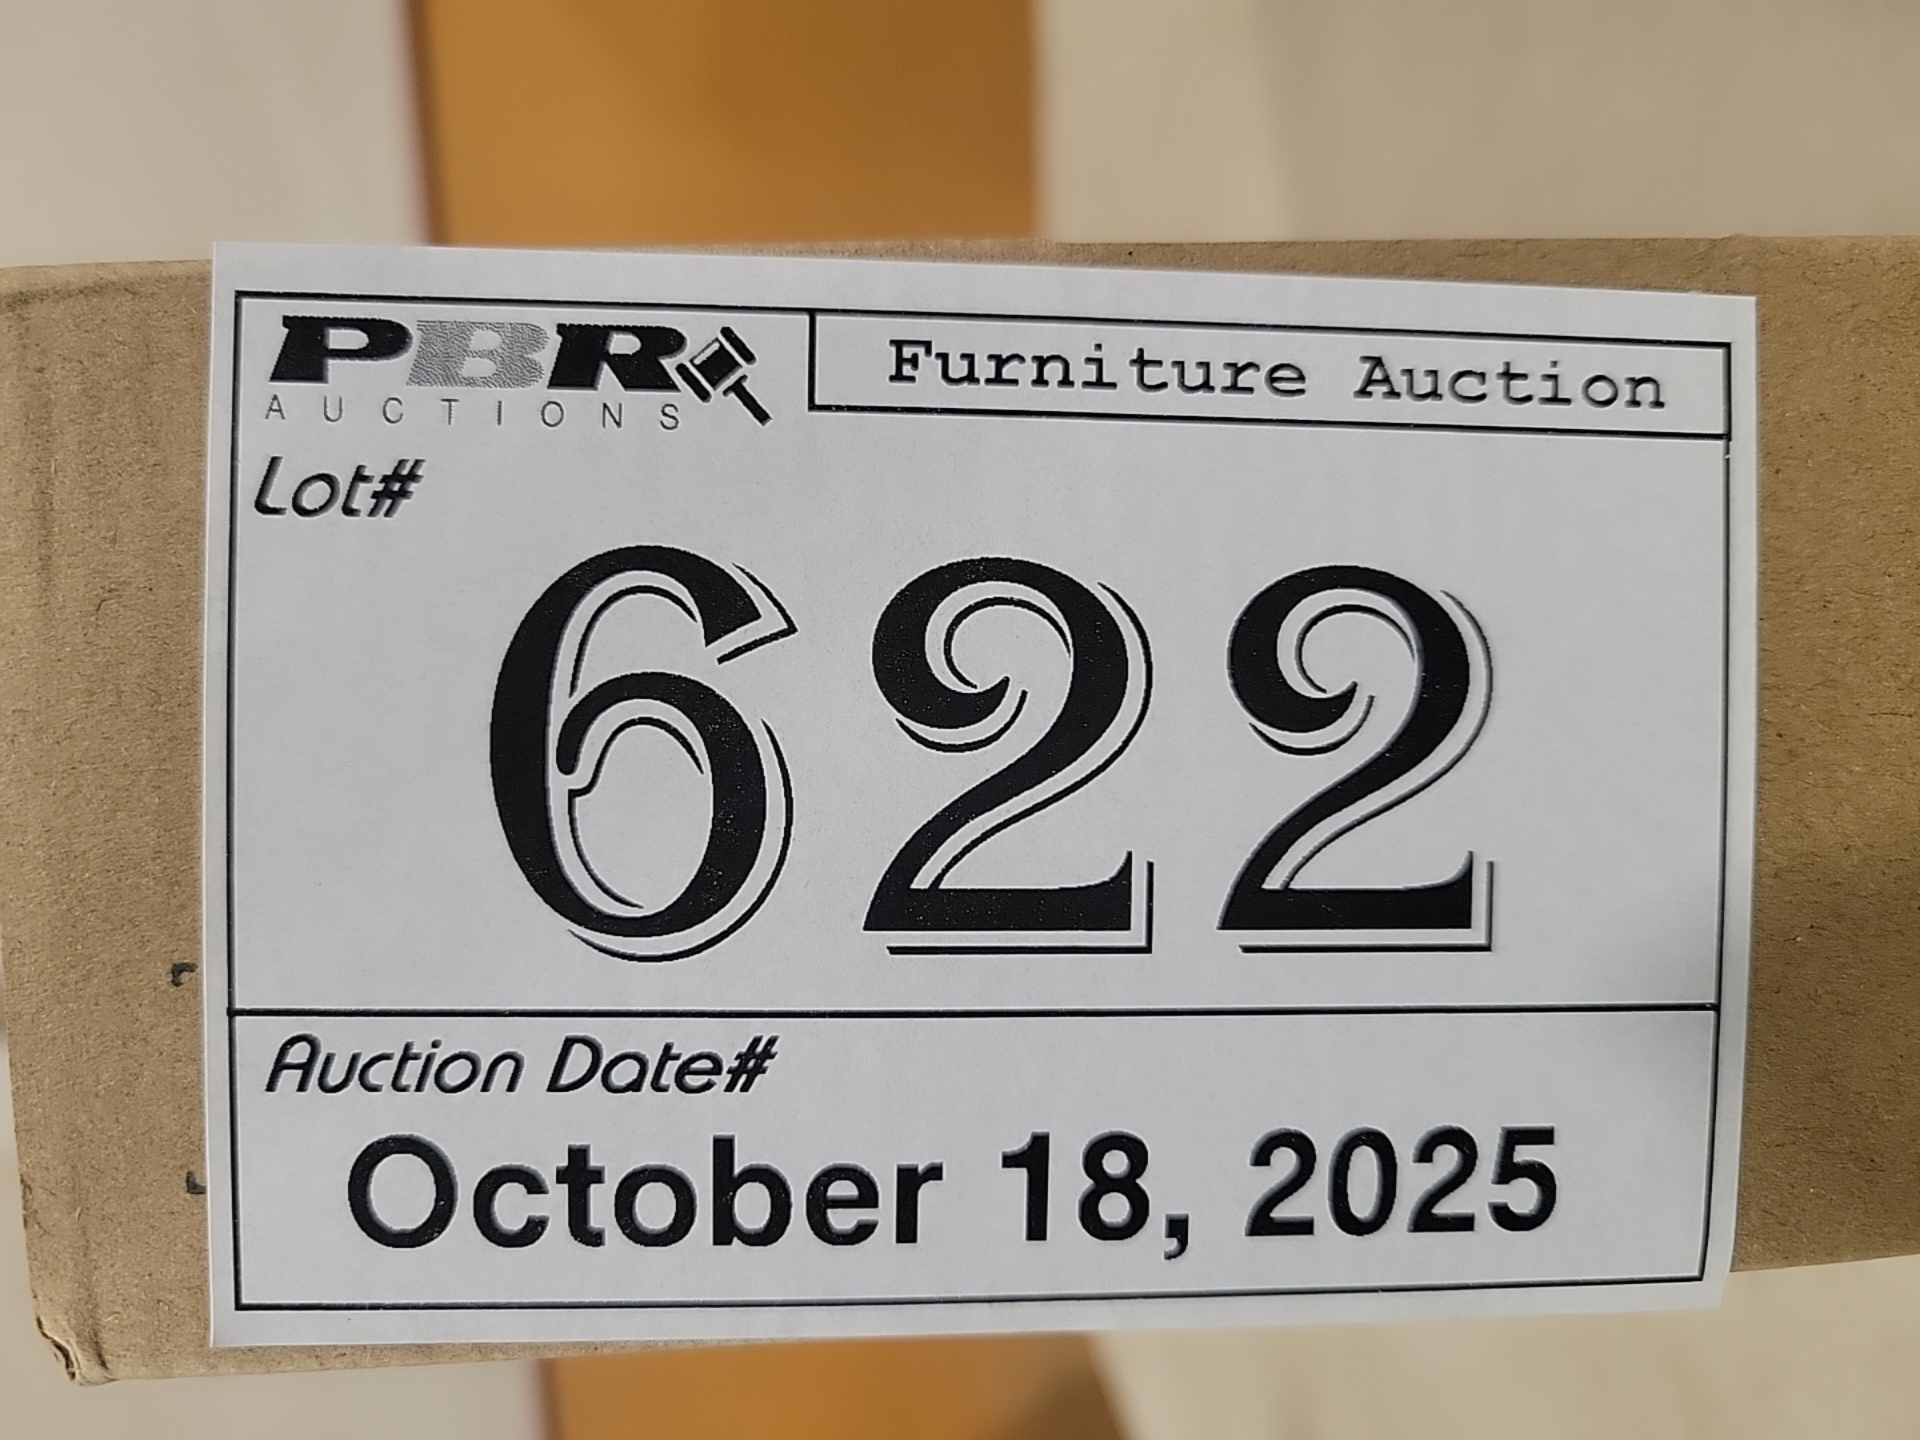 PBR
AUCTIONS
Furniture Auction
Lot#
622
Auction Date#
October 18, 2025